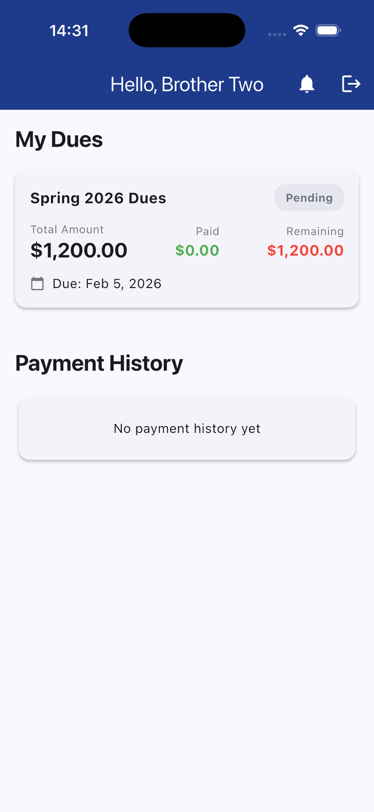 14:31
Hello, Brother Two
My Dues
Spring 2026 Dues
Pending
Total Amount
Paid
Remaining
$1,200.00
$0.00
$1,200.00
Due: Feb 5, 2026
Payment History
No payment history yet